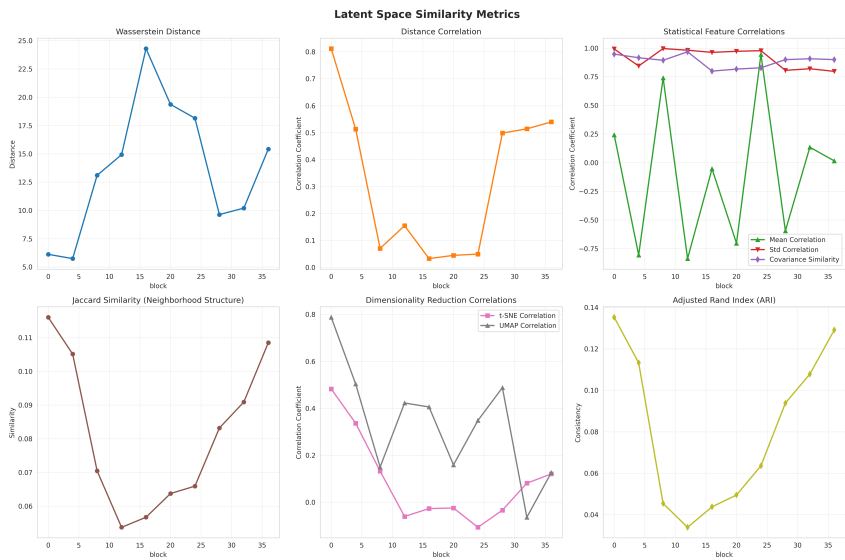 Latent Space Similarity Metrics
Wasserstein Distance
Distance
25.0
22.5
20.0
17.5
15.0
12.5
10.0
7.5
5.0
0 5 10 15 20 25 30 35
block
Distance Correlation
Correlation Coefficient
0.8
0.7
0.6
0.5
0.4
0.3
0.2
0.1
0.0
0 5 10 15 20 25 30 35
block
Statistical Feature Correlations
Correlation Coefficient
1.00
0.75
0.50
0.25
0.00
−0.25
−0.50
−0.75
Mean Correlation
Std Correlation
Covariance Similarity
0 5 10 15 20 25 30 35
block
Jaccard Similarity (Neighborhood Structure)
Similarity
0.11
0.10
0.09
0.08
0.07
0.06
0 5 10 15 20 25 30 35
block
Dimensionality Reduction Correlations
Correlation Coefficient
t-SNE Correlation
UMAP Correlation
0.8
0.6
0.4
0.2
0.0
0 5 10 15 20 25 30 35
block
Adjusted Rand Index (ARI)
Consistency
0.14
0.12
0.10
0.08
0.06
0.04
0 5 10 15 20 25 30 35
block